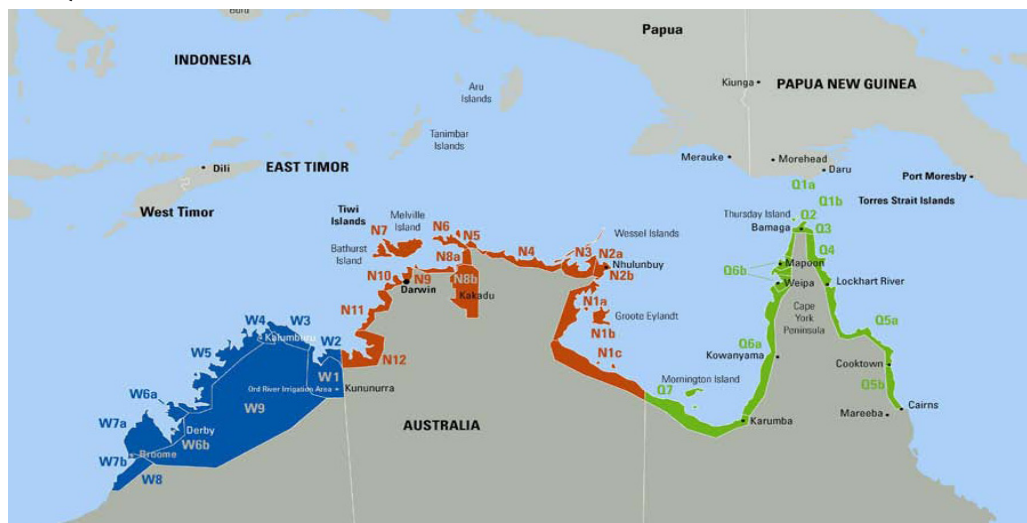 INDONESIA
Papua
Kiunga
PAPUA NEW GUINEA
Aru
Islands
Tanimbar
Islands
Merauke
Morehead
Daru
Dili
EAST TIMOR
West Timor
Port Moresby
Q1a
Q1b
Torres Strait Islands
Thursday Island
Q2
Bamaga
Q3
Q4
Tiwi
Islands
Melville
Island
N7
Bathurst
Island
N6
N5
N8a
N4
N3
Wessel Islands
N2a
Nhulunbuy
N2b
N10
N9
Darwin
N8b
Kakadu
N11
N12
N1a
Groote Eylandt
N1b
N1c
Mapoon
Q6b
Weipa
Lockhart River
Cape
York
Peninsula
Q5a
Q6a
Kowanyama
Cooktown
Q5b
Mornington Island
Q7
Karumba
Mareeba
Cairns
W4
W3
Kalumburu
W2
W5
W1
Ord River Irrigation Area
Kununurra
W6a
W9
W7a
Derby
W6b
W7b
Broome
W8
AUSTRALIA